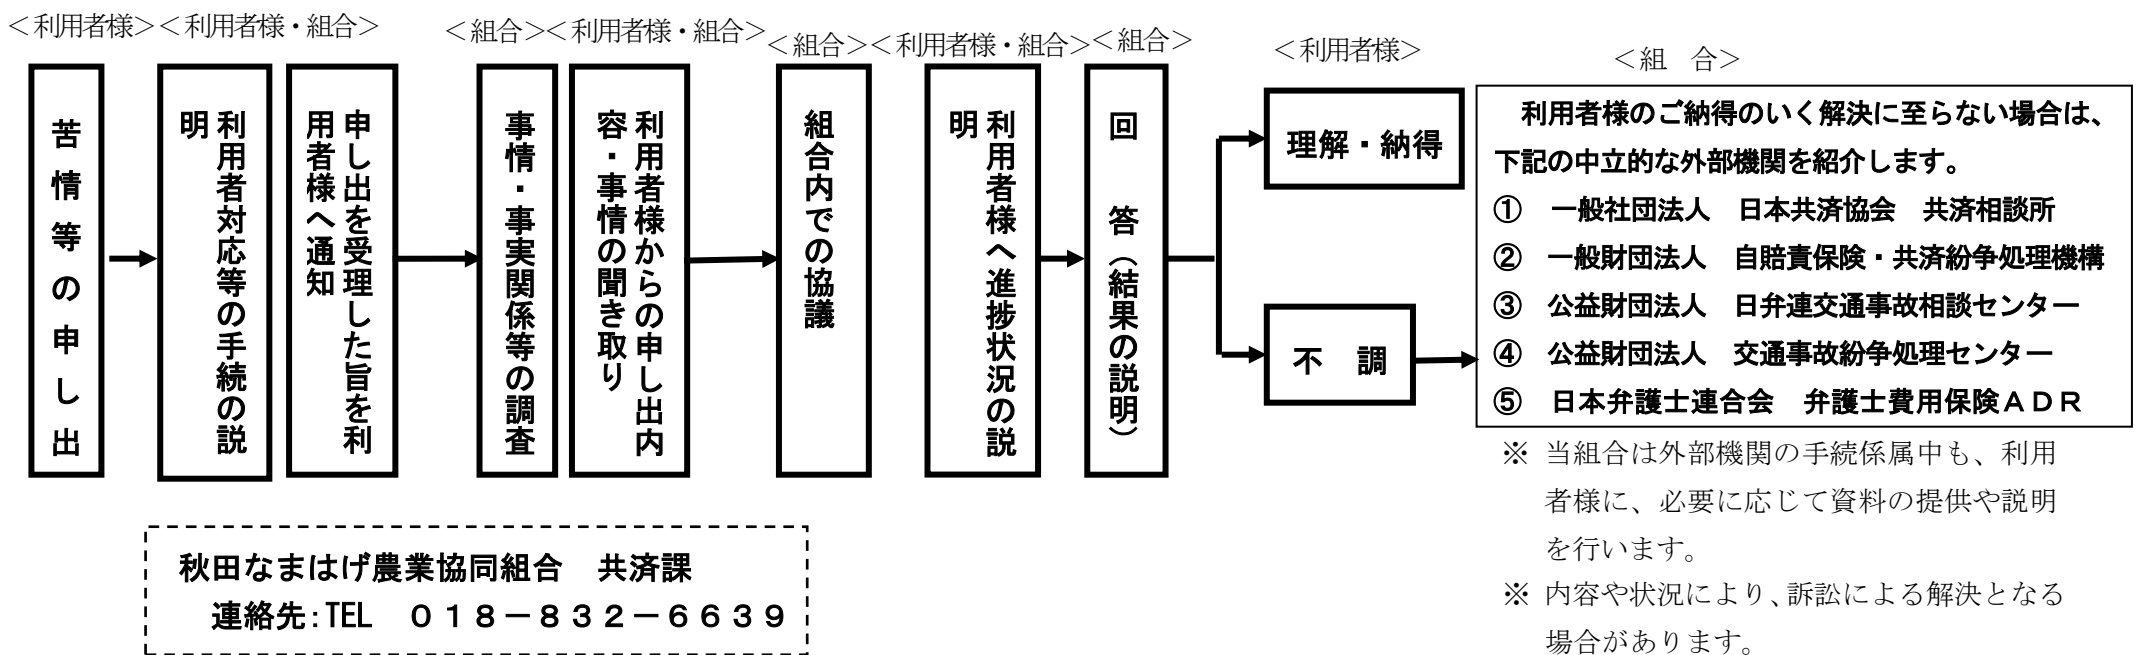 ＜利用者様＞
＜利用者様・組合＞
＜組合＞
＜利用者様・組合＞
＜組合＞
＜利用者様・組合＞
＜組合＞
＜利用者様＞
＜組　合＞
苦情等の申し出
利用者対応等の手続の説
明
申し出を受理した旨を利
用者様へ通知
事情・事実関係等の調査
利用者様からの申し出内
容・事情の聞き取り
組合内での協議
利用者様へ進捗状況の説
明
回　答（結果の説明）
理解・納得
不　調
利用者様のご納得のいく解決に至らない場合は、
下記の中立的な外部機関を紹介します。
①　一般社団法人　日本共済協会　共済相談所
②　一般財団法人　自賠責保険・共済紛争処理機構
③　公益財団法人　日弁連交通事故相談センター
④　公益財団法人　交通事故紛争処理センター
⑤　日本弁護士連合会　弁護士費用保険ＡＤＲ
※ 当組合は外部機関の手続係属中も、利用
者様に、必要に応じて資料の提供や説明
を行います。
※ 内容や状況により、訴訟による解決となる
場合があります。
秋田なまはげ農業協同組合　共済課
連絡先：TEL　０１８－８３２－６６３９